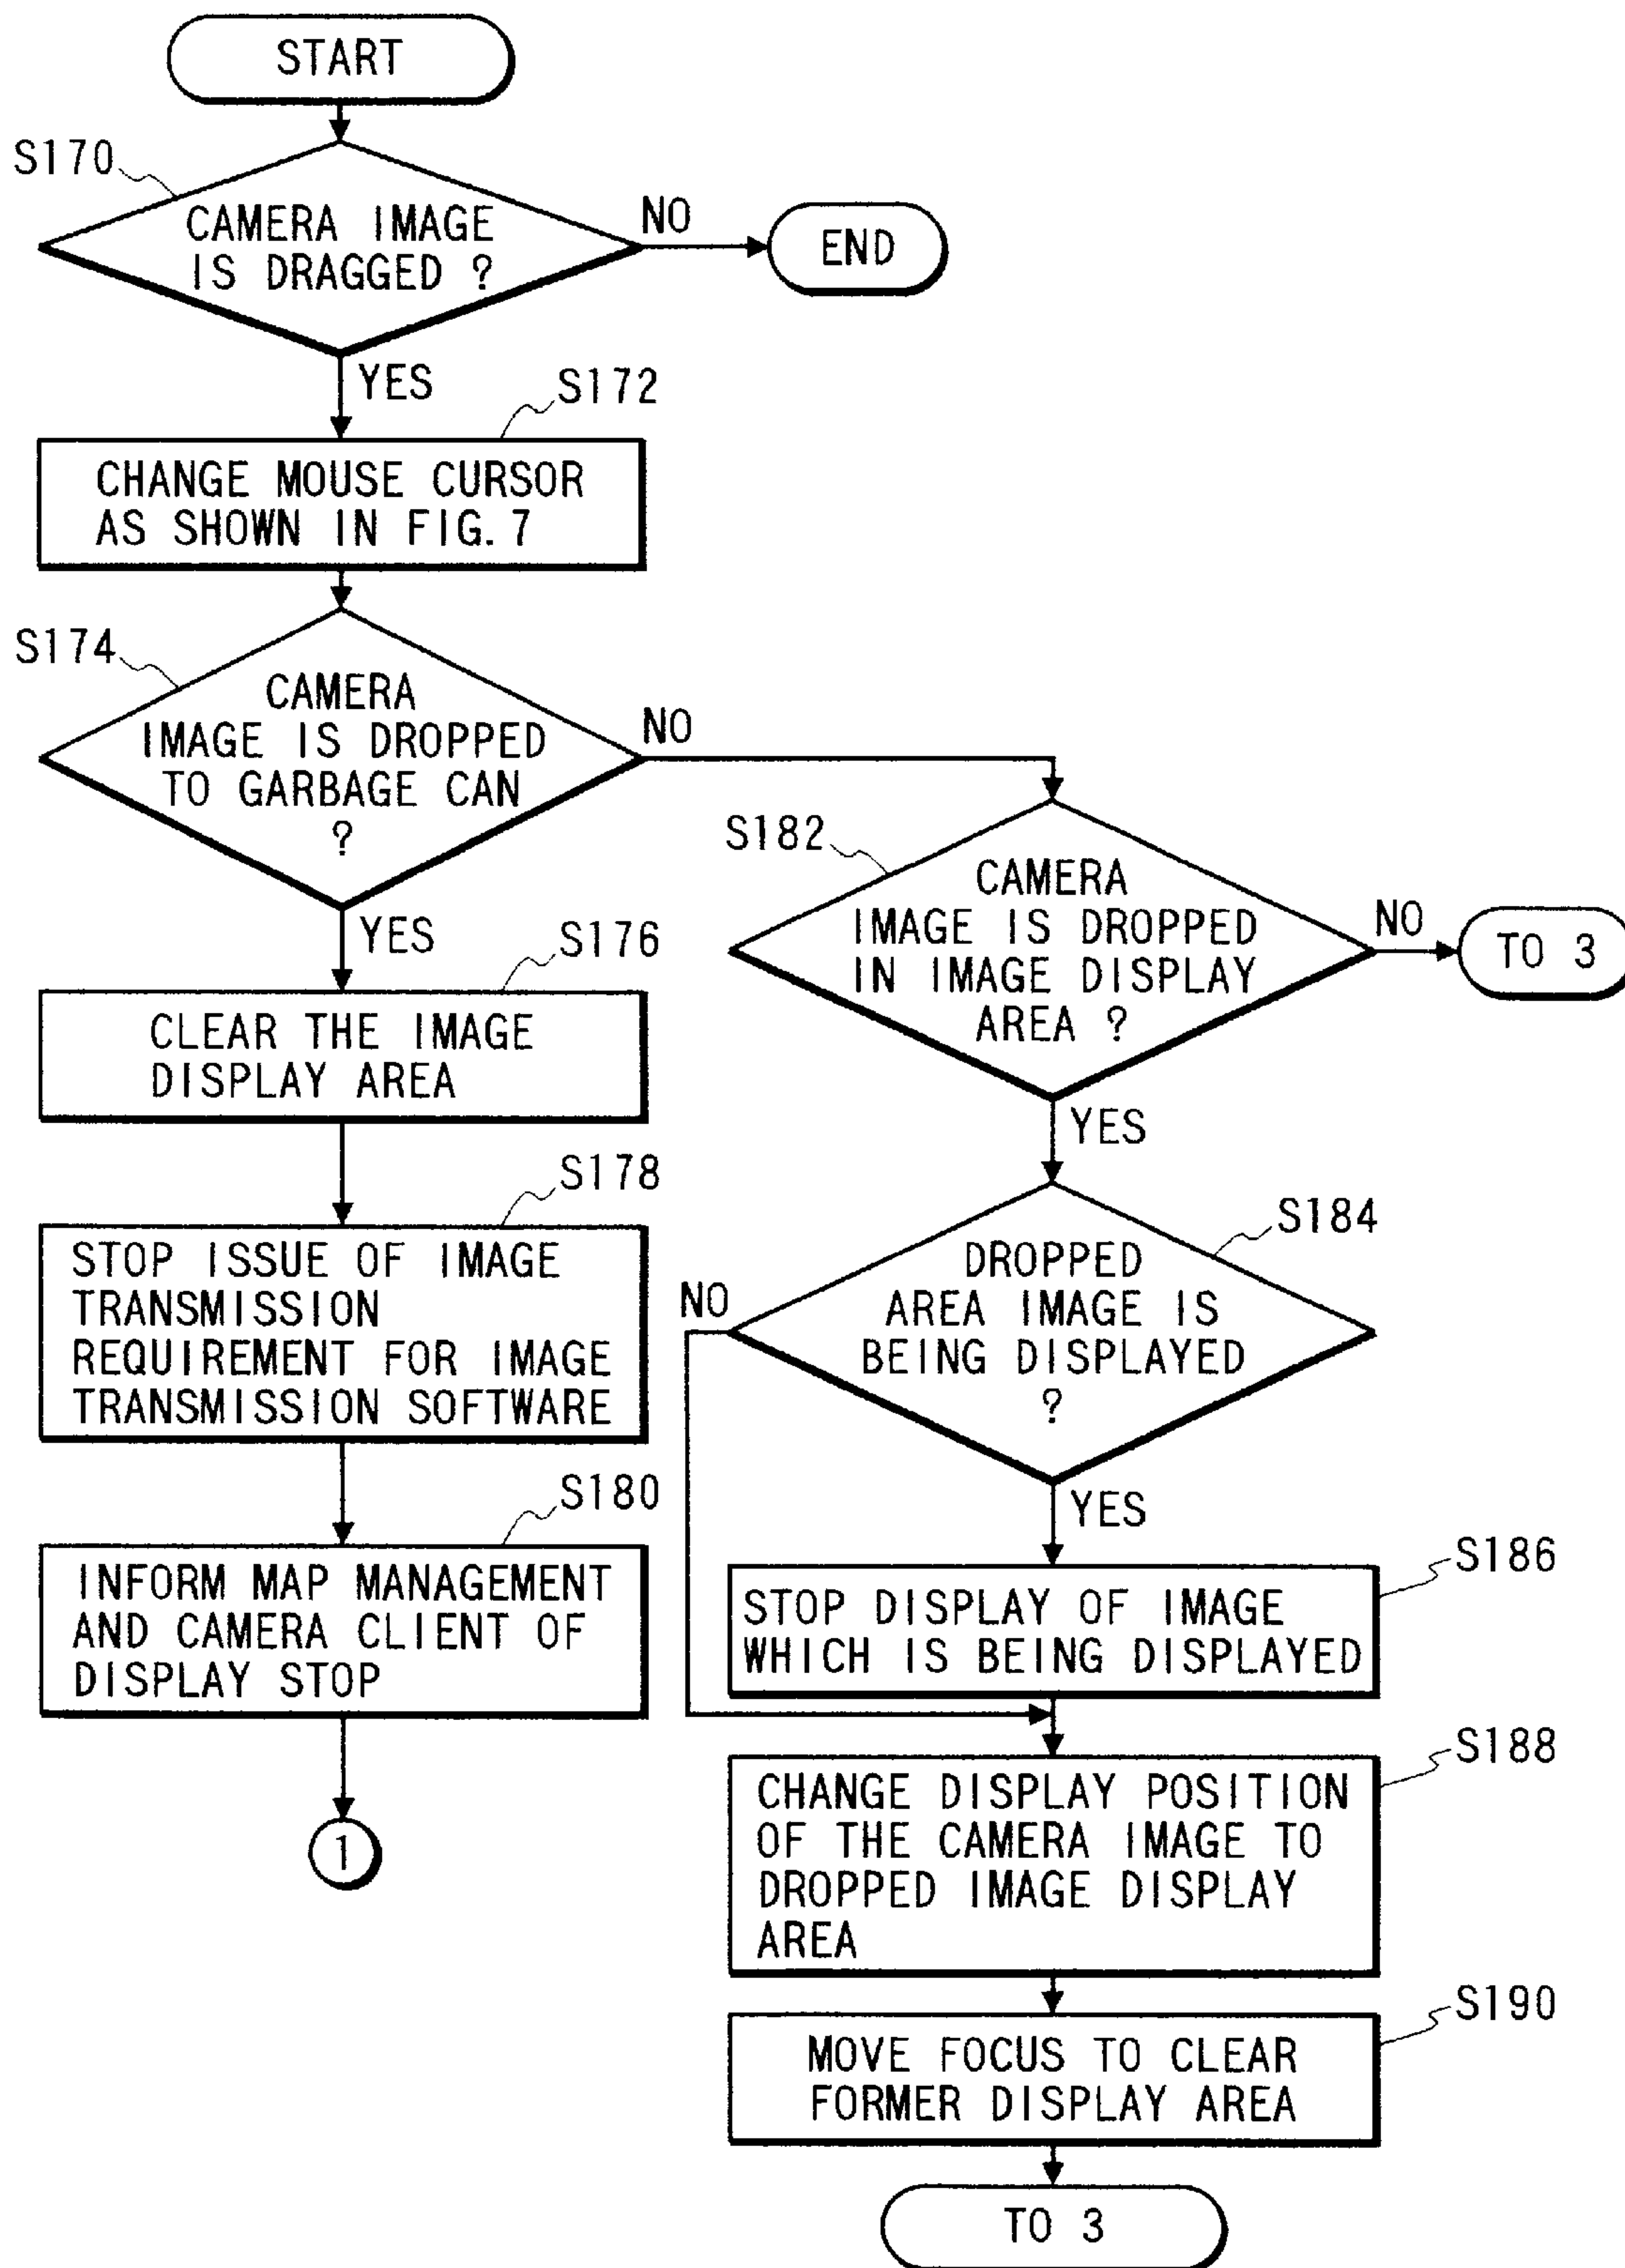 START
S170
CAMERA IMAGE
IS DRAGGED ?
NO
END
YES
S172
CHANGE MOUSE CURSOR
AS SHOWN IN FIG. 7
S174
CAMERA
IMAGE IS DROPPED
TO GARBAGE CAN
?
NO
YES
S176
CLEAR THE IMAGE
DISPLAY AREA
S178
STOP ISSUE OF IMAGE
TRANSMISSION
REQUIREMENT FOR IMAGE
TRANSMISSION SOFTWARE
S180
INFORM MAP MANAGEMENT
AND CAMERA CLIENT OF
DISPLAY STOP
1
S182
CAMERA
IMAGE IS DROPPED
IN IMAGE DISPLAY
AREA ?
NO
TO 3
YES
S184
DROPPED
AREA IMAGE IS
BEING DISPLAYED
?
NO
YES
S186
STOP DISPLAY OF IMAGE
WHICH IS BEING DISPLAYED
S188
CHANGE DISPLAY POSITION
OF THE CAMERA IMAGE TO
DROPPED IMAGE DISPLAY
AREA
S190
MOVE FOCUS TO CLEAR
FORMER DISPLAY AREA
TO 3